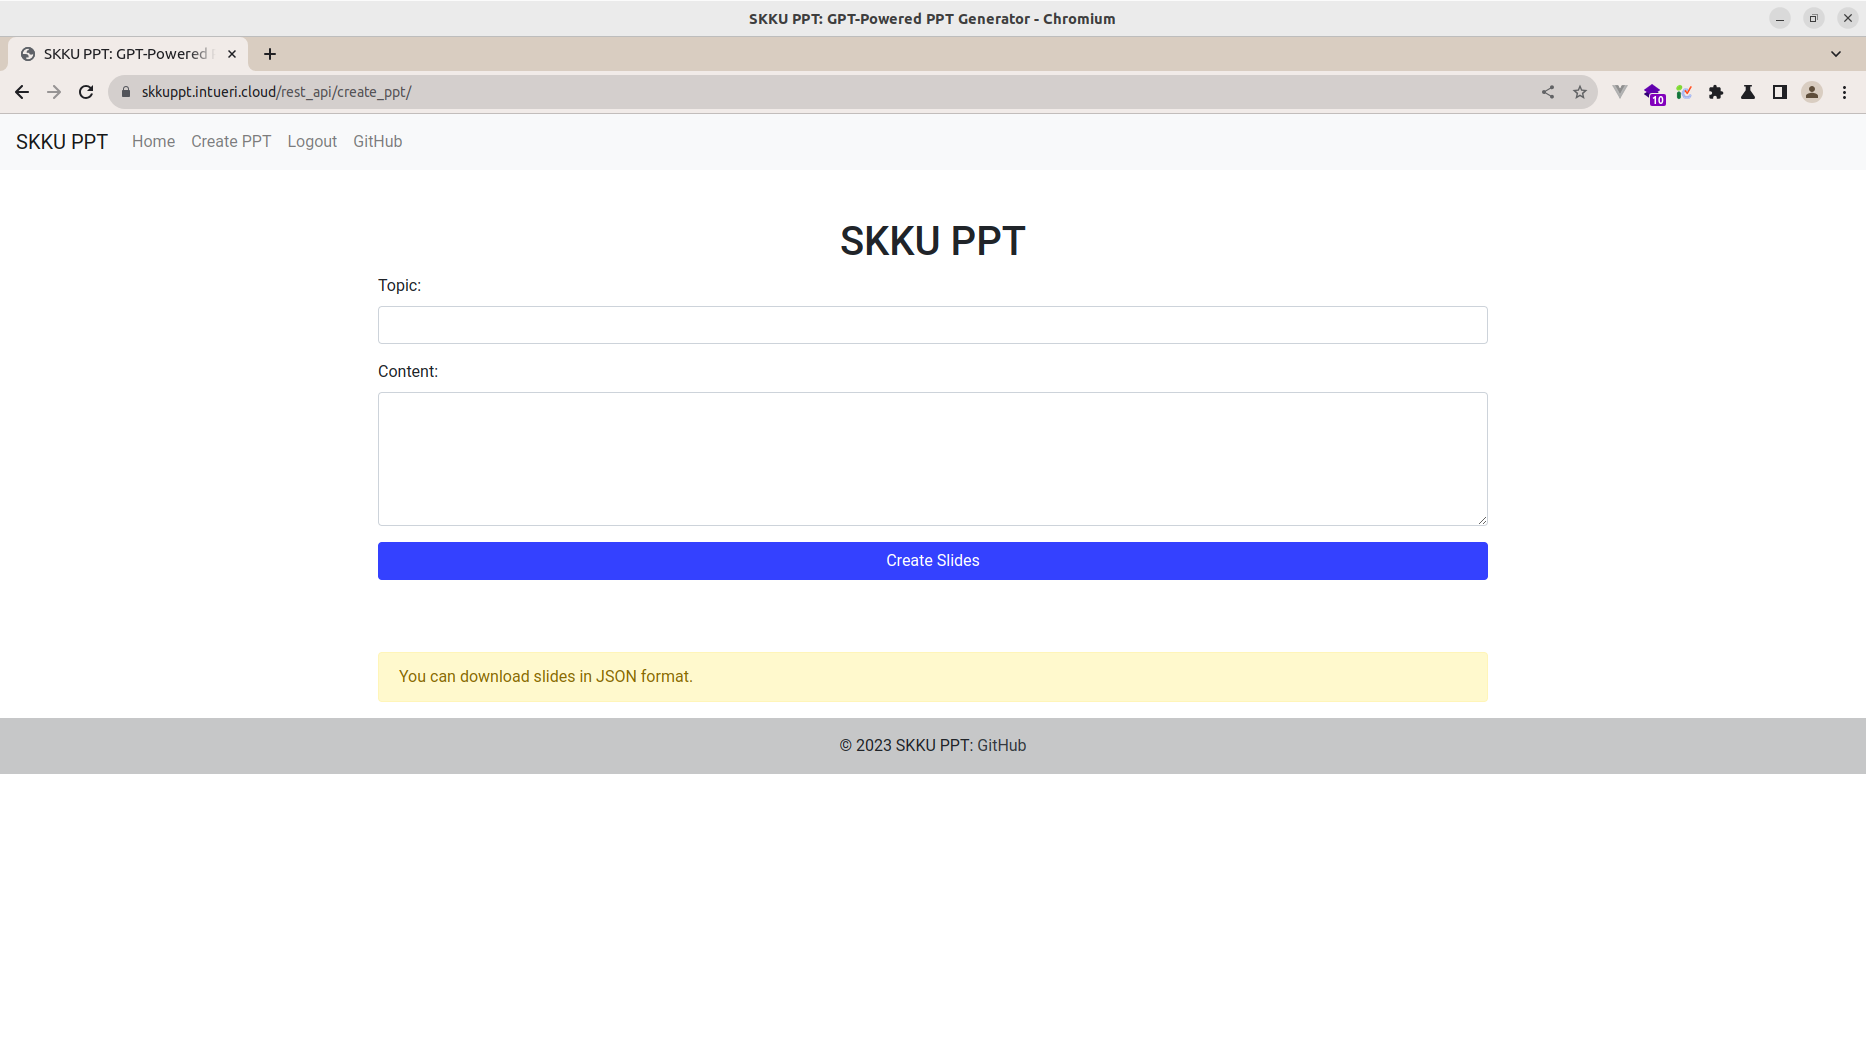 SKKU PPT: GPT-Powered PPT Generator - Chromium
SKKU PPT: GPT-Powered
skkuppt.intueri.cloud/rest_api/create_ppt/
10
SKKU PPT Home Create PPT Logout GitHub
SKKU PPT
Topic:
Content:
Create Slides
You can download slides in JSON format.
© 2023 SKKU PPT: GitHub